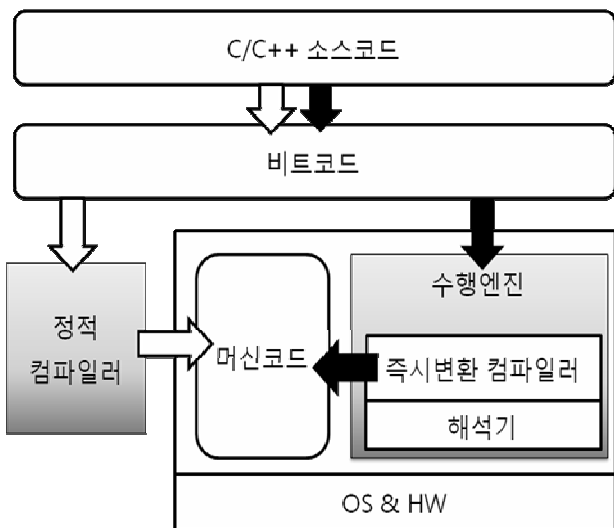 C/C++ 소스코드
비트코드
정적
컴파일러
머신코드
수행엔진
즉시변환 컴파일러
해석기
OS & HW